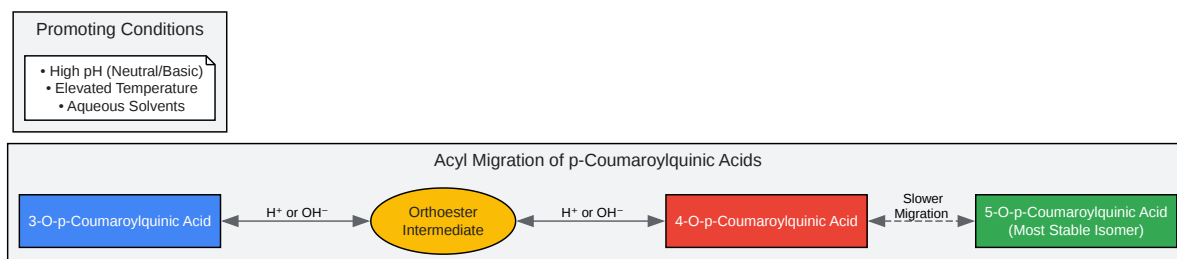 Promoting Conditions
• High pH (Neutral/Basic)
• Elevated Temperature
• Aqueous Solvents
Acyl Migration of p-Coumaroylquinic Acids
3-O-p-Coumaroylquinic Acid
H⁺ or OH⁻
Orthoester
Intermediate
H⁺ or OH⁻
4-O-p-Coumaroylquinic Acid
Slower
Migration
5-O-p-Coumaroylquinic Acid
(Most Stable Isomer)